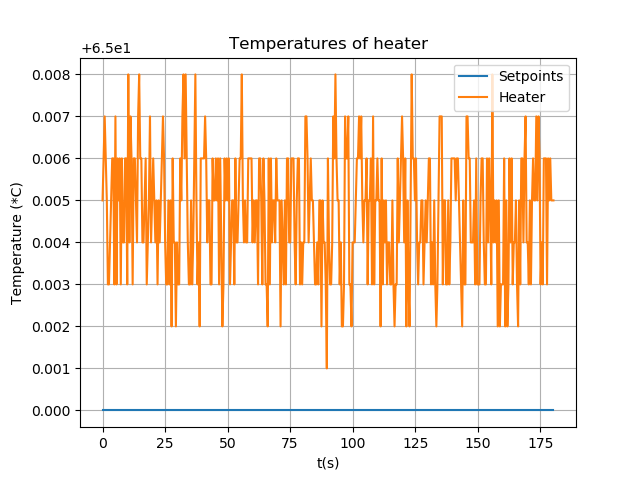 Temperatures of heater
+6.5e1
Setpoints
Heater
0.008
0.007
0.006
0.005
0.004
0.003
0.002
0.001
0.000
Temperature (*C)
0 25 50 75 100 125 150 175
t(s)